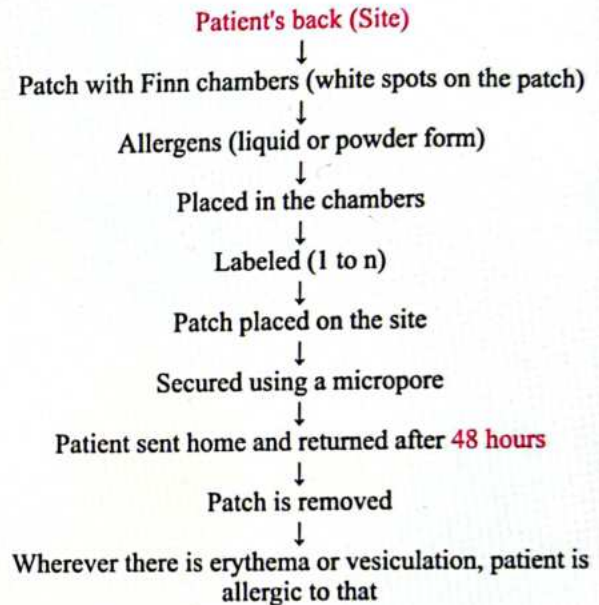 Patient's back (Site)
↓
Patch with Finn chambers (white spots on the patch)
↓
Allergens (liquid or powder form)
↓
Placed in the chambers
↓
Labeled (1 to n)
↓
Patch placed on the site
↓
Secured using a micropore
↓
Patient sent home and returned after 48 hours
↓
Patch is removed
↓
Wherever there is erythema or vesiculation, patient is
allergic to that